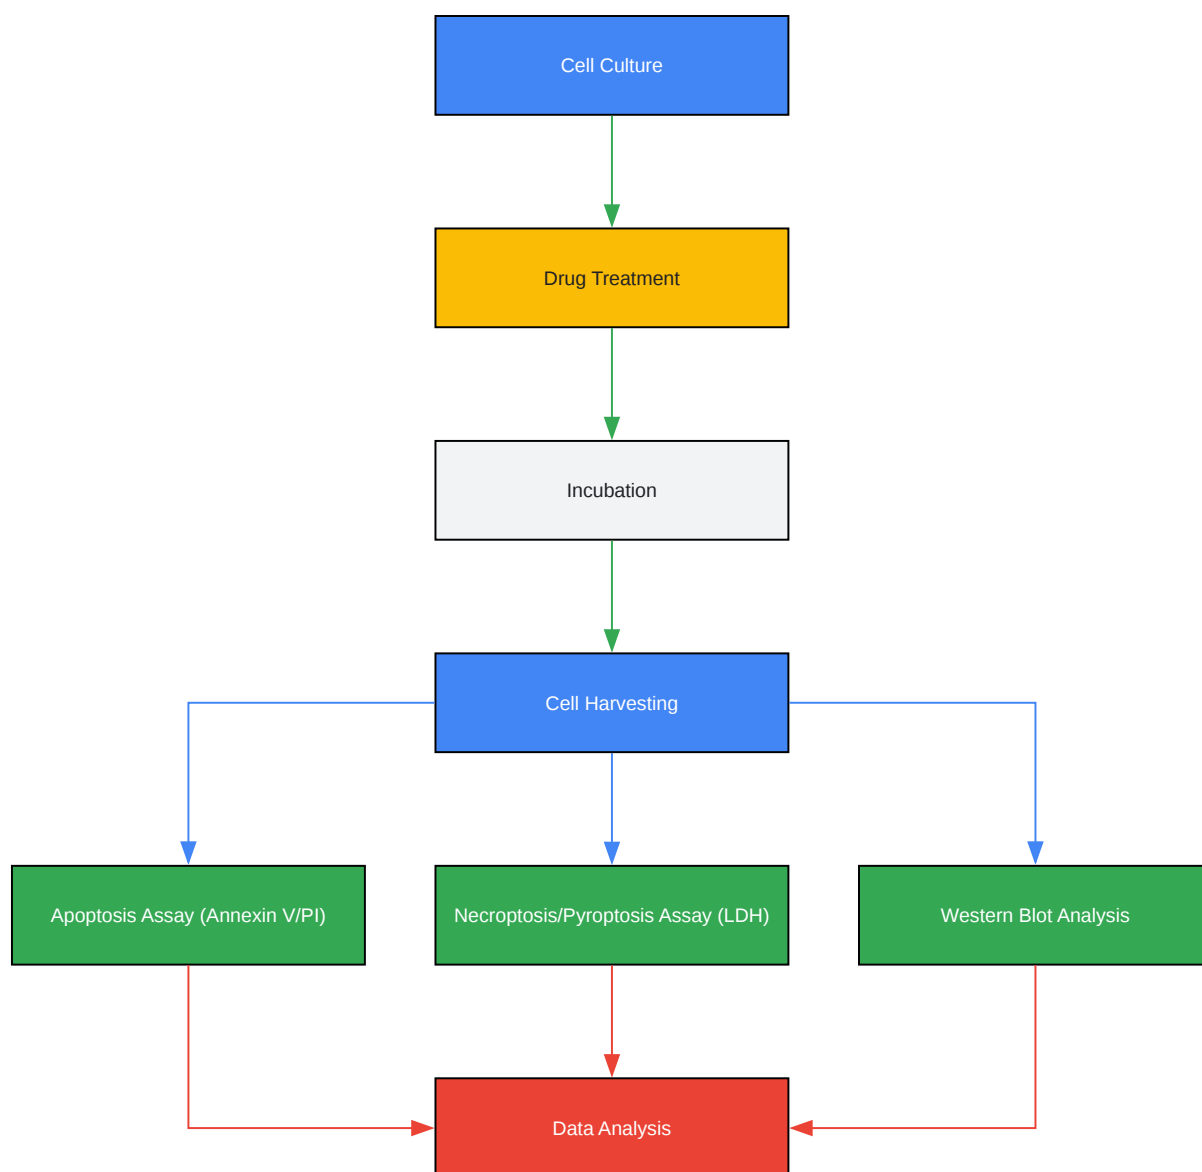 Cell Culture
Drug Treatment
Incubation
Cell Harvesting
Apoptosis Assay (Annexin V/PI)
Necroptosis/Pyroptosis Assay (LDH)
Western Blot Analysis
Data Analysis